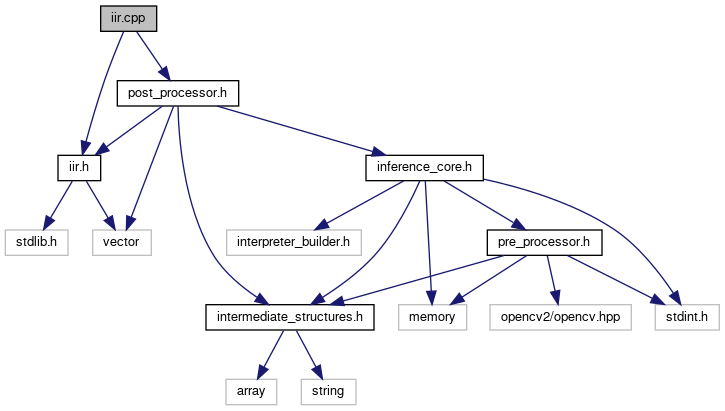 iir.cpp
post_processor.h
iir.h
inference_core.h
stdlib.h
vector
interpreter_builder.h
pre_processor.h
intermediate_structures.h
memory
opencv2/opencv.hpp
stdint.h
array
string